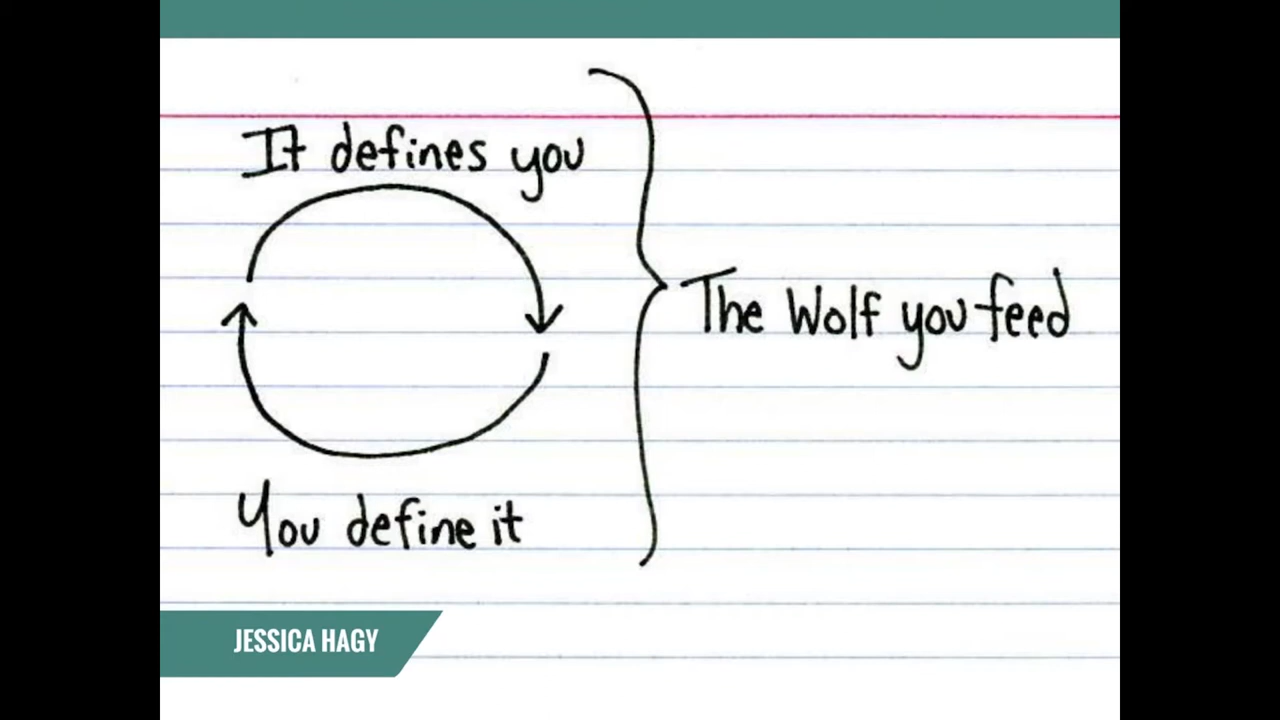 It defines you
You define it
The Wolf you feed
JESSICA HAGY